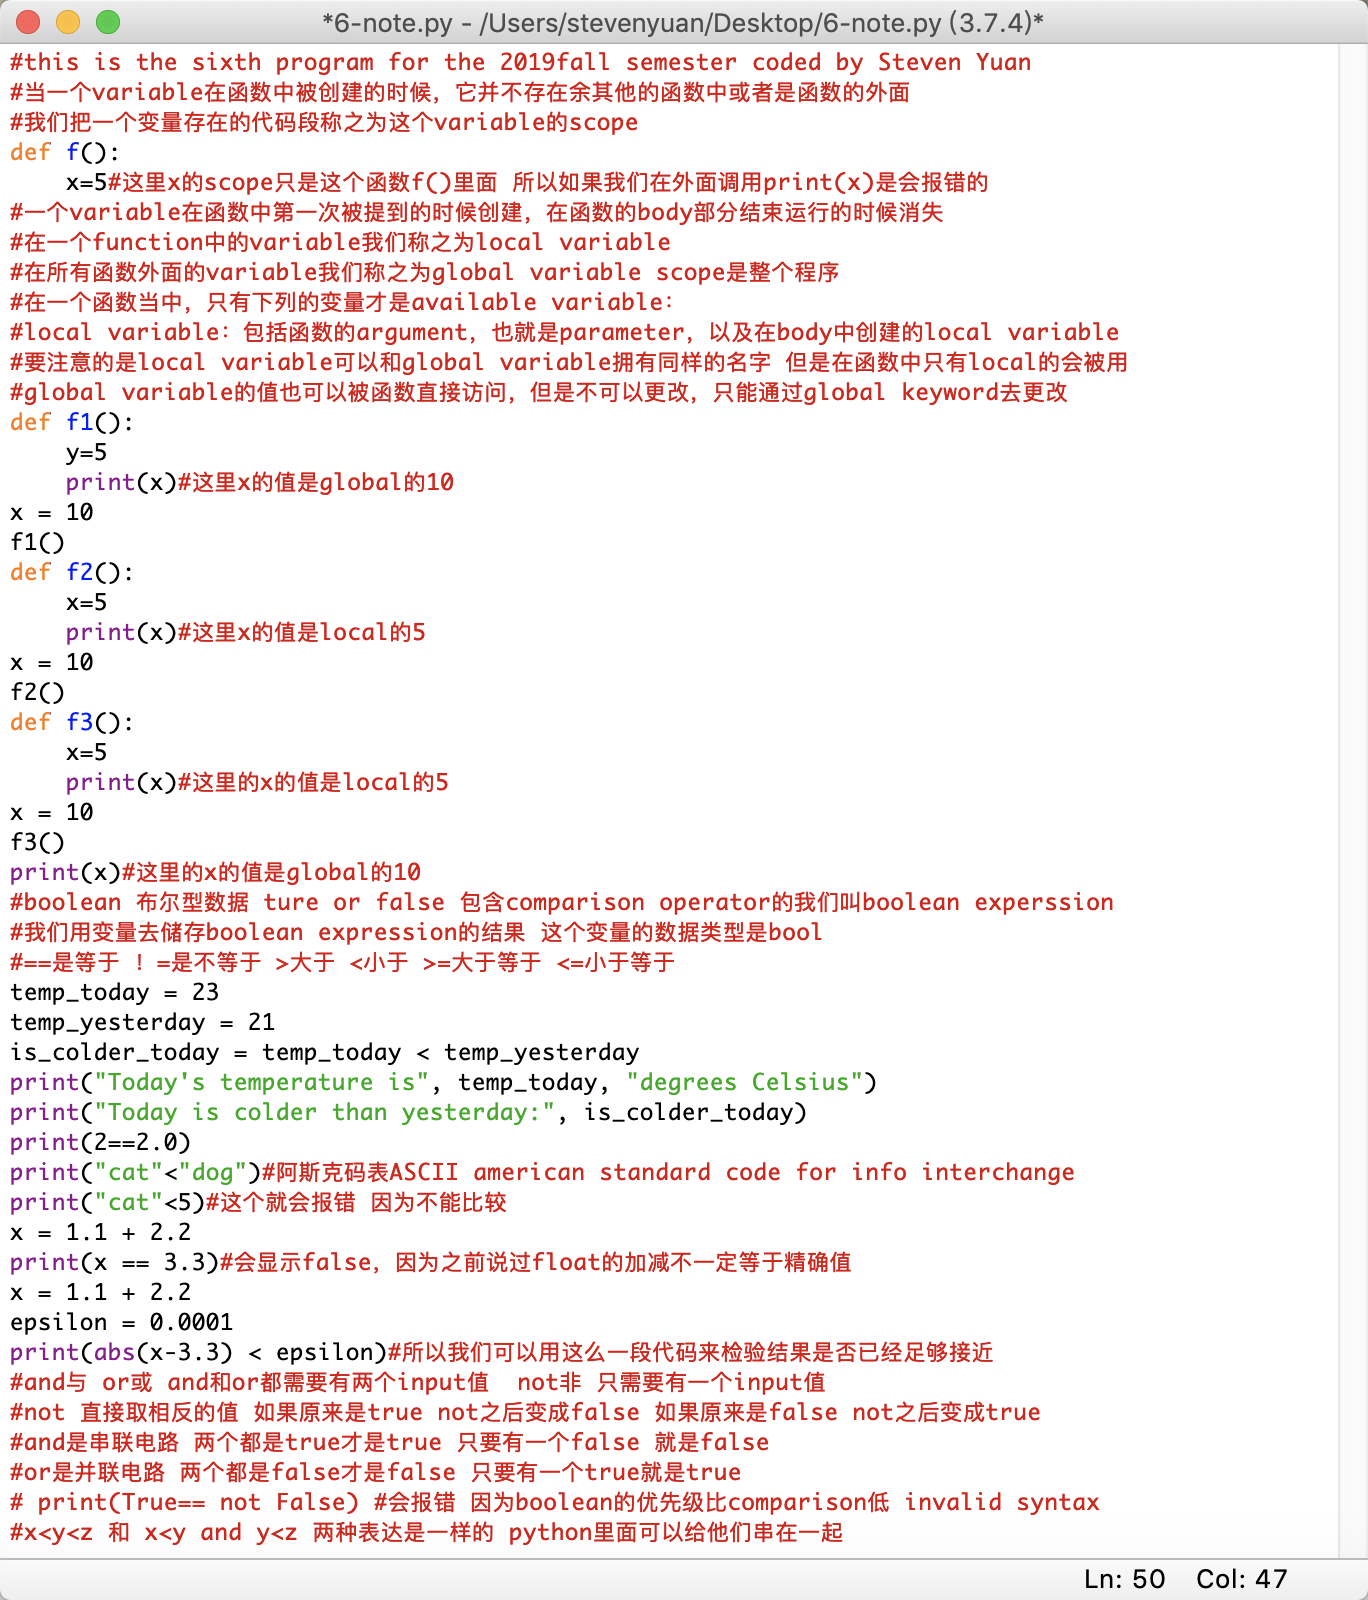 *6-note.py - /Users/stevenyuan/Desktop/6-note.py (3.7.4)*
#this is the sixth program for the 2019fall semester coded by Steven Yuan
#当一个variable在函数中被创建的时候，它并不存在余其他的函数中或者是函数的外面
#我们把一个变量存在的代码段称之为这个variable的scope
def f():
    x=5#这里x的scope只是这个函数f()里面 所以如果我们在外面调用print(x)是会报错的
#一个variable在函数中第一次被提到的时候创建，在函数的body部分结束运行的时候消失
#在一个function中的variable我们称之为local variable
#在所有函数外面的variable我们称之为global variable scope是整个程序
#在一个函数当中，只有下列的变量才是available variable：
#local variable：包括函数的argument，也就是parameter，以及在body中创建的local variable
#要注意的是local variable可以和global variable拥有同样的名字 但是在函数中只有local的会被用
#global variable的值也可以被函数直接访问，但是不可以更改，只能通过global keyword去更改
def f1():
    y=5
    print(x)#这里x的值是global的10
x = 10
f1()
def f2():
    x=5
    print(x)#这里x的值是local的5
x = 10
f2()
def f3():
    x=5
    print(x)#这里的x的值是local的5
x = 10
f3()
print(x)#这里的x的值是global的10
#boolean 布尔型数据 ture or false 包含comparison operator的我们叫boolean experssion
#我们用变量去储存boolean expression的结果 这个变量的数据类型是bool
#==是等于 ！=是不等于 >大于 <小于 >=大于等于 <=小于等于
temp_today = 23
temp_yesterday = 21
is_colder_today = temp_today < temp_yesterday
print("Today's temperature is", temp_today, "degrees Celsius")
print("Today is colder than yesterday:", is_colder_today)
print(2==2.0)
print("cat"<"dog")#阿斯克码表ASCII american standard code for info interchange
print("cat"<5)#这个就会报错 因为不能比较
x = 1.1 + 2.2
print(x == 3.3)#会显示false，因为之前说过float的加减不一定等于精确值
x = 1.1 + 2.2
epsilon = 0.0001
print(abs(x-3.3) < epsilon)#所以我们可以用这么一段代码来检验结果是否已经足够接近
#and与 or或 and和or都需要有两个input值  not非 只需要有一个input值
#not 直接取相反的值 如果原来是true not之后变成false 如果原来是false not之后变成true
#and是串联电路 两个都是true才是true 只要有一个false 就是false
#or是并联电路 两个都是false才是false 只要有一个true就是true
# print(True== not False) #会报错 因为boolean的优先级比comparison低 invalid syntax
#x<y<z 和 x<y and y<z 两种表达是一样的 python里面可以给他们串在一起
Ln: 50 Col: 47